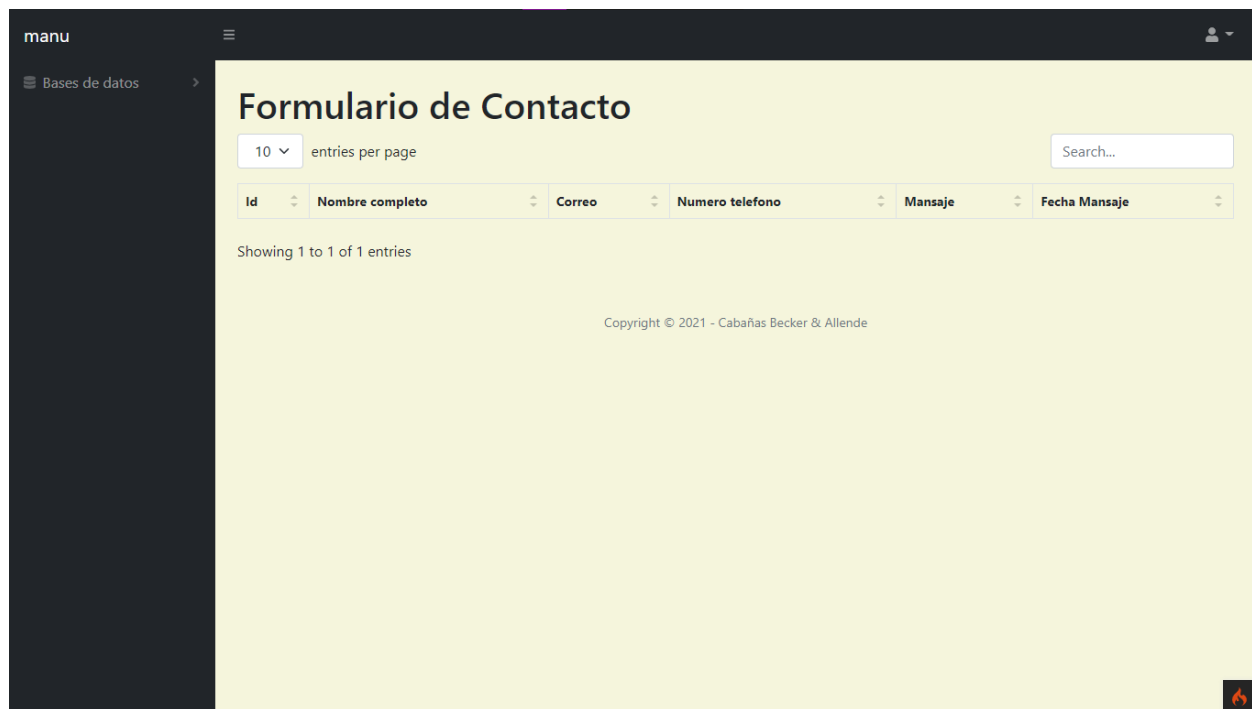 manu
Bases de datos
Formulario de Contacto
10 entries per page
Search...
Id Nombre completo Correo Numero telefono Mansaje Fecha Mansaje
Showing 1 to 1 of 1 entries
Copyright © 2021 - Cabañas Becker & Allende